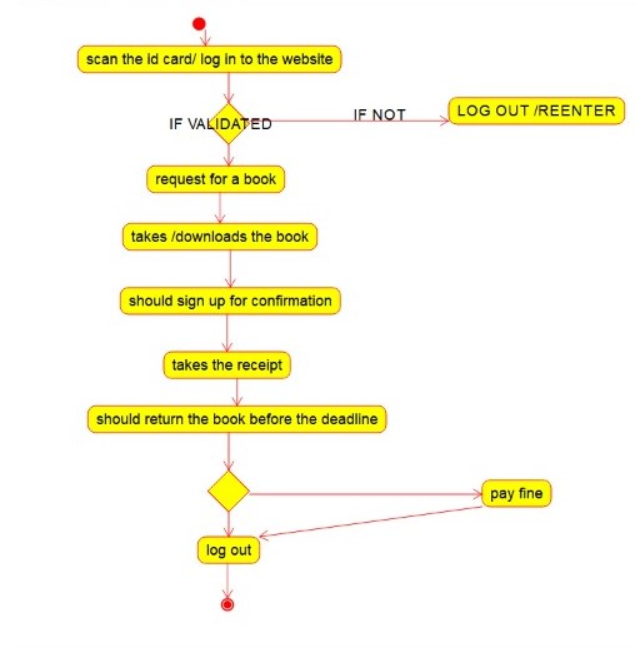 scan the id card/ log in to the website
IF VALIDATED
IF NOT
LOG OUT /REENTER
request for a book
takes /downloads the book
should sign up for confirmation
takes the receipt
should return the book before the deadline
pay fine
log out